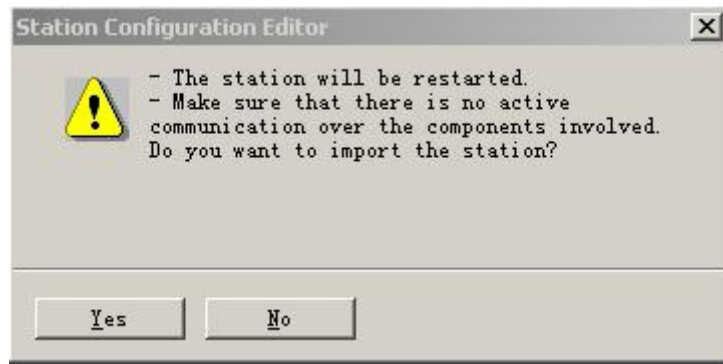 Station Configuration Editor
- The station will be restarted.
- Make sure that there is no active
communication over the components involved.
Do you want to import the station?
Yes
No